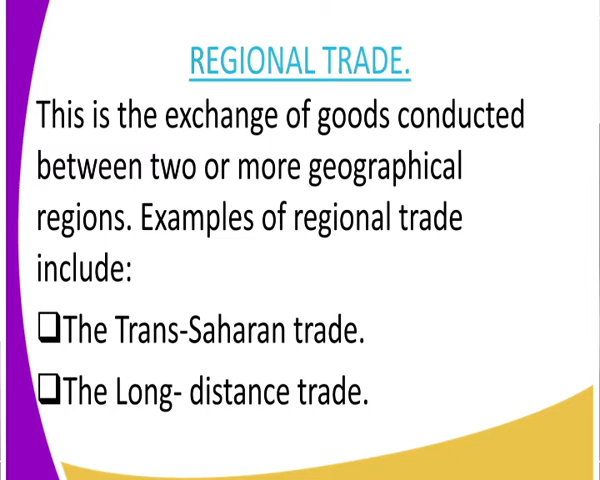 REGIONAL TRADE.
This is the exchange of goods conducted
between two or more geographical
regions. Examples of regional trade
include:
❑The Trans-Saharan trade.
❑The Long- distance trade.